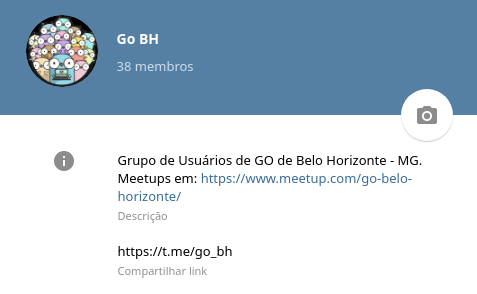 Go BH
38 membros
Grupo de Usuários de GO de Belo Horizonte - MG.
Meetups em: https://www.meetup.com/go-belo-
horizonte/
Descrição
https://t.me/go_bh
Compartilhar link